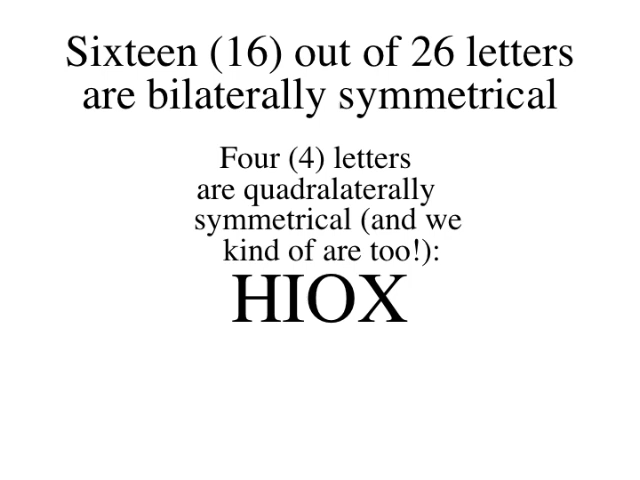 Sixteen (16) out of 26 letters
are bilaterally symmetrical
Four (4) letters
are quadralaterally
symmetrical (and we
kind of are too!):
HIOX